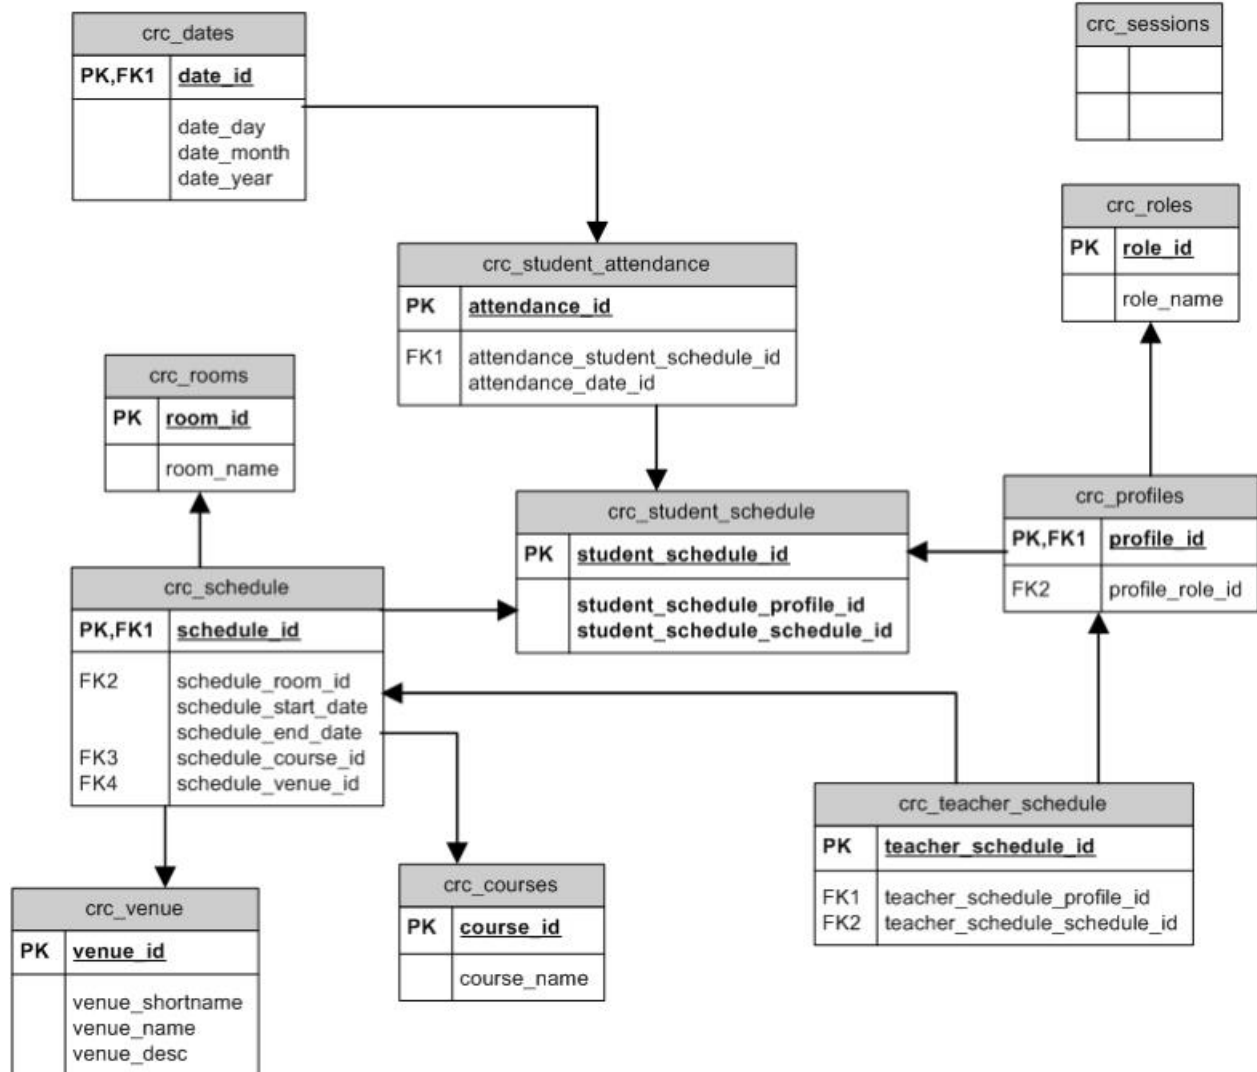 crc_dates
PK,FK1 date_id
date_day
date_month
date_year
crc_sessions
crc_roles
PK role_id
role_name
crc_student_attendance
PK attendance_id
FK1 attendance_student_schedule_id
attendance_date_id
crc_rooms
PK room_id
room_name
crc_student_schedule
PK student_schedule_id
student_schedule_profile_id
student_schedule_schedule_id
crc_profiles
PK,FK1 profile_id
FK2 profile_role_id
crc_schedule
PK,FK1 schedule_id
FK2 schedule_room_id
schedule_start_date
schedule_end_date
FK3 schedule_course_id
FK4 schedule_venue_id
crc_teacher_schedule
PK teacher_schedule_id
FK1 teacher_schedule_profile_id
FK2 teacher_schedule_schedule_id
crc_venue
PK venue_id
venue_shortname
venue_name
venue_desc
crc_courses
PK course_id
course_name